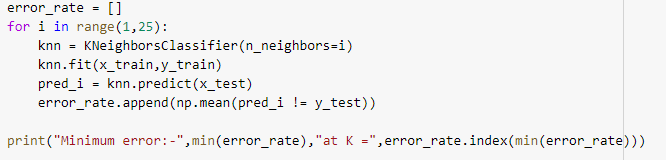 error_rate = []
for i in range(1,25):
    knn = KNeighborsClassifier(n_neighbors=i)
    knn.fit(x_train,y_train)
    pred_i = knn.predict(x_test)
    error_rate.append(np.mean(pred_i != y_test))
print("Minimum error:-",min(error_rate),"at K =",error_rate.index(min(error_rate)))